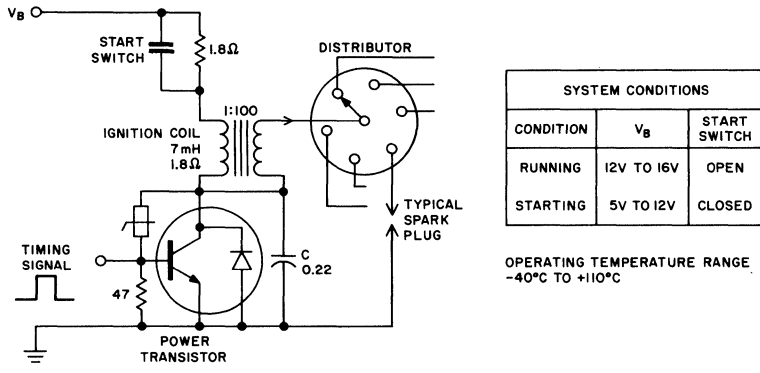 V_B
START
SWITCH
1.8Ω
DISTRIBUTOR
1:100
IGNITION COIL
7mH
1.8Ω
TYPICAL
SPARK
PLUG
TIMING
SIGNAL
47
C
0.22
POWER
TRANSISTOR
SYSTEM CONDITIONS
CONDITION V_B START SWITCH
RUNNING 12V TO 16V OPEN
STARTING 5V TO 12V CLOSED
OPERATING TEMPERATURE RANGE
-40°C TO +110°C